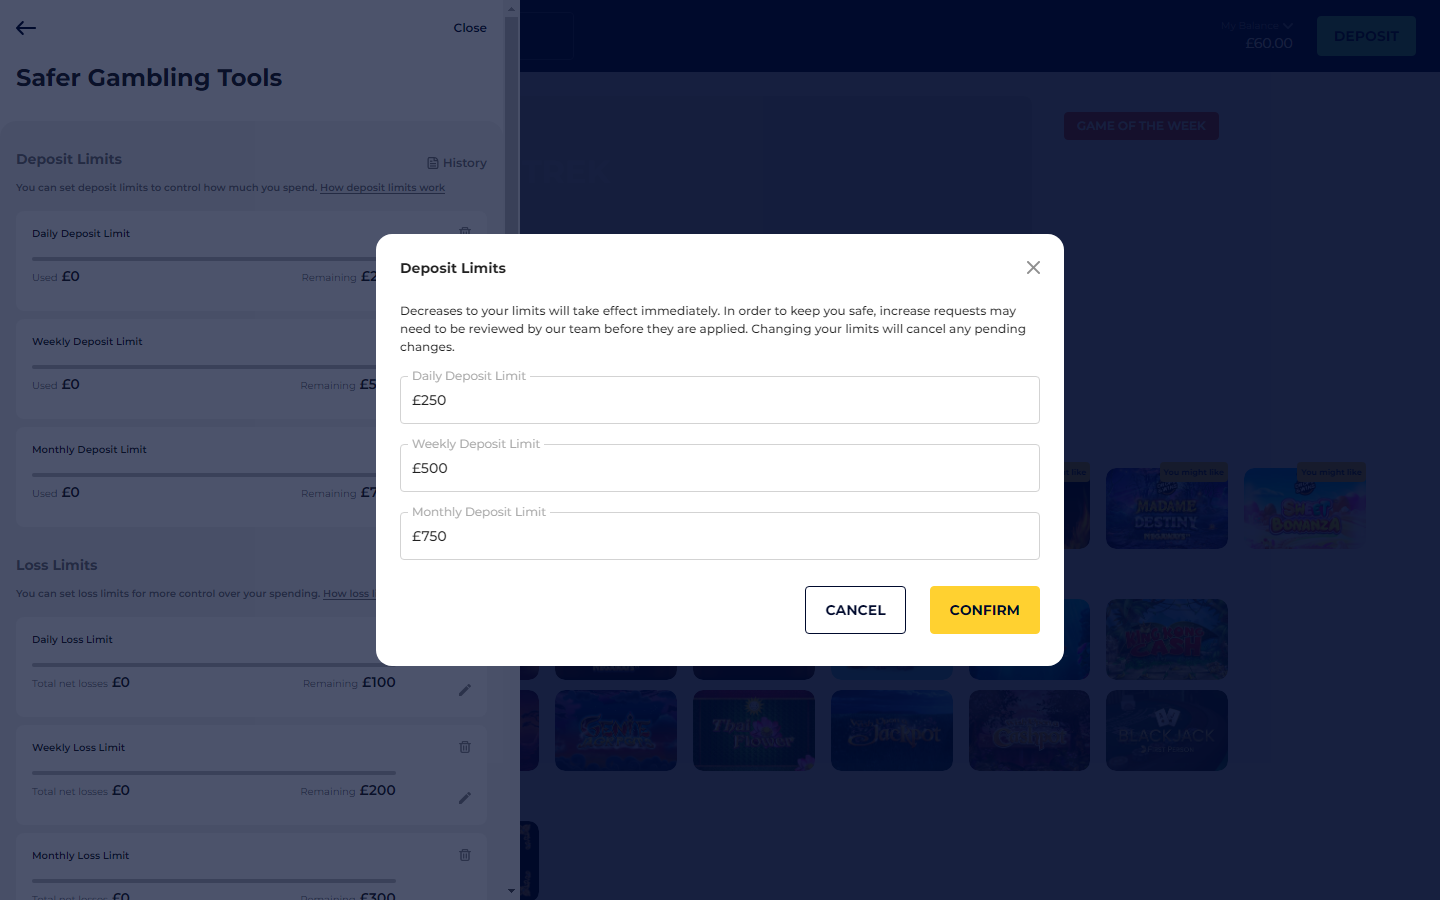 Close
My Balance
£60.00
DEPOSIT
Safer Gambling Tools
GAME OF THE WEEK
Deposit Limits
History
You can set deposit limits to control how much you spend. How deposit limits work
Daily Deposit Limit
Used £0
Remaining
Weekly Deposit Limit
Used £0
Remaining
Monthly Deposit Limit
Used £0
Remaining
Loss Limits
You can set loss limits for more control over your spending. How loss
Daily Loss Limit
Total net losses £0
Remaining £100
Weekly Loss Limit
Total net losses £0
Remaining £200
Monthly Loss Limit
Total net losses £0
Remaining £300
Deposit Limits
Decreases to your limits will take effect immediately. In order to keep you safe, increase requests may
need to be reviewed by our team before they are applied. Changing your limits will cancel any pending
changes.
Daily Deposit Limit
£250
Weekly Deposit Limit
£500
Monthly Deposit Limit
£750
CANCEL
CONFIRM
like
You might like
You might like
MADAME
DESTINY
MEGAWAYS
SWEET
BONANZA
Thai
Flower
Jackpot
BLACKJACK